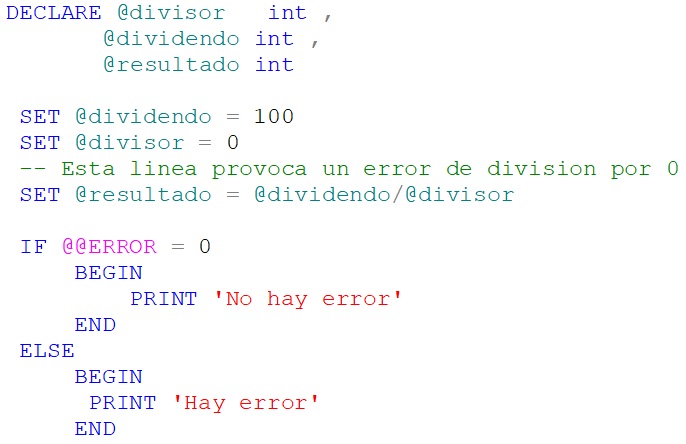 DECLARE @divisor   int ,
        @dividendo int ,
        @resultado int
 SET @dividendo = 100
 SET @divisor = 0
 -- Esta linea provoca un error de division por 0
 SET @resultado = @dividendo/@divisor
 IF @@ERROR = 0
     BEGIN
         PRINT 'No hay error'
     END
 ELSE
     BEGIN
      PRINT 'Hay error'
     END